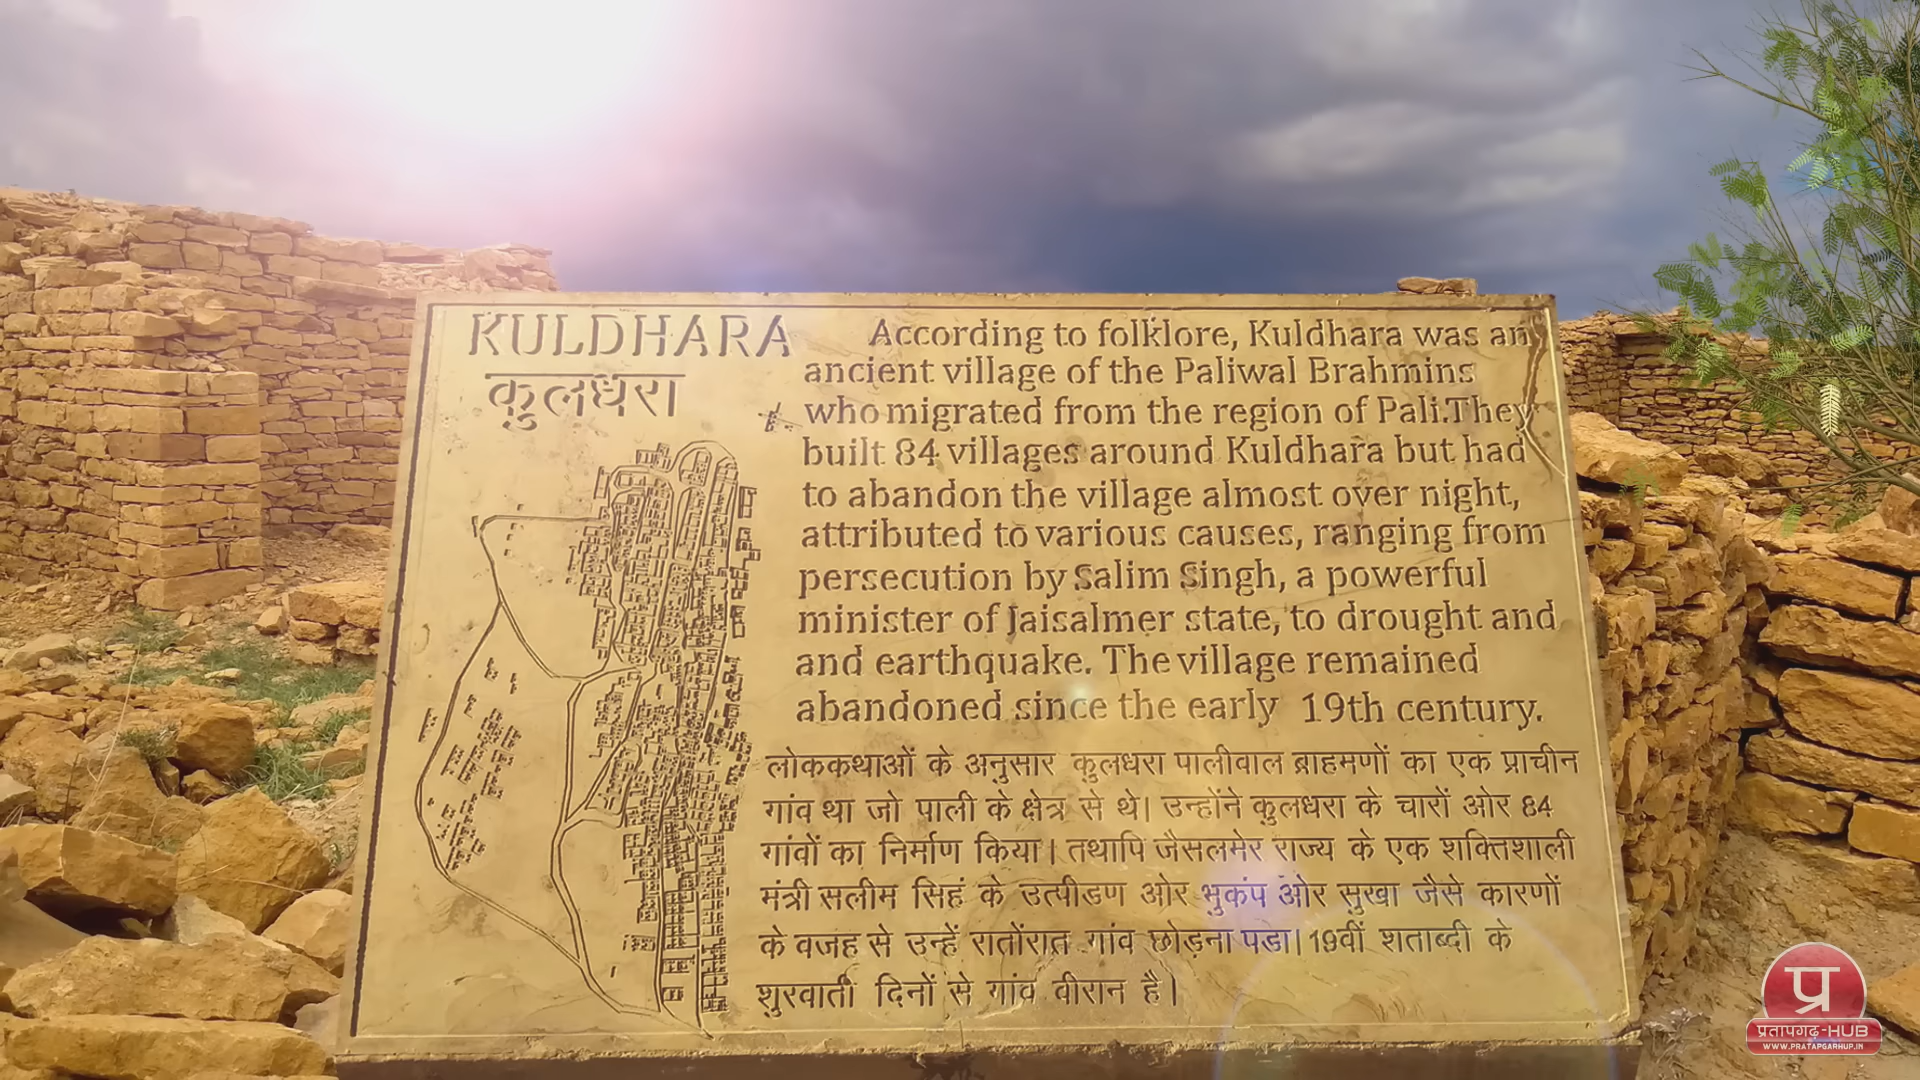 KULDHARA
कुलधरा
According to folklore, Kuldhara was an
ancient village of the Paliwal Brahmins
who migrated from the region of Pali.They
built 84 villages around Kuldhara but had
to abandon the village almost over night,
attributed to various causes, ranging from
persecution by Salim Singh, a powerful
minister of Jaisalmer state, to drought and
and earthquake. The village remained
abandoned since the early 19th century.
लोककथाओं के अनुसार कुलधरा पालीवाल ब्राहमणों का एक प्राचीन
गांव था जो पाली के क्षेत्र से थे। उन्होंने कुलधरा के चारों ओर 84
गांवों का निर्माण किया। तथापि जैसलमेर राज्य के एक शक्तिशाली
मंत्री सलीम सिहं के उत्पीडण ओर भुकंप ओर सुखा जैसे कारणों
के वजह से उन्हें रातोंरात गांव छोड़ना पडा। 19वीं शताब्दी के
शुरवाती दिनों से गांव वीरान है।
प्र
प्रतापगढ़-HUB
WWW.PRATAPGARHUP.IN